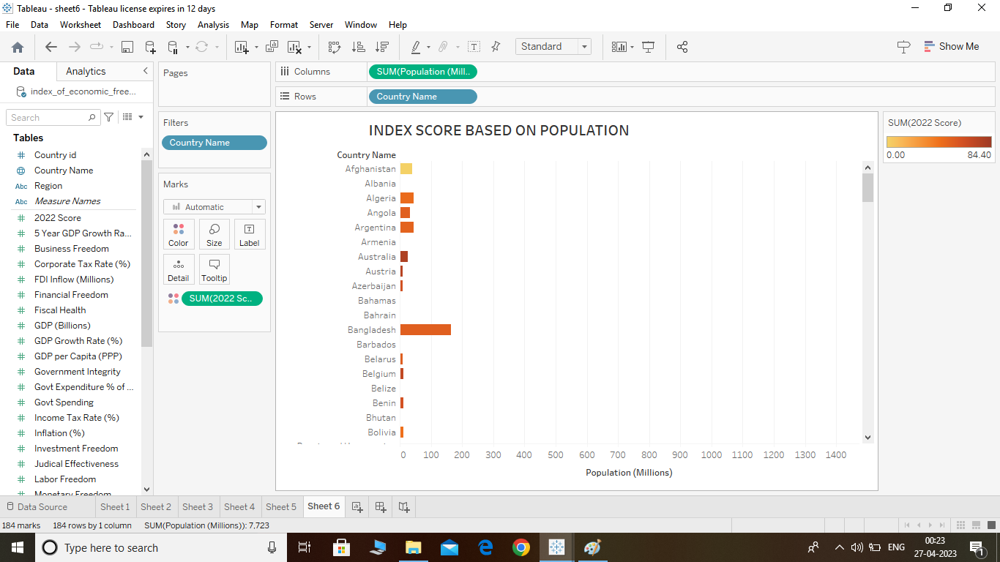 Tableau - sheet6 - Tableau license expires in 12 days
File Data Worksheet Dashboard Story Analysis Map Format Server Window Help
Standard
Show Me
Data Analytics
index_of_economic_free...
Search
Tables
Country id
Country Name
Abc Region
Abc Measure Names
2022 Score
5 Year GDP Growth Ra...
Business Freedom
Corporate Tax Rate (%)
FDI Inflow (Millions)
Financial Freedom
Fiscal Health
GDP (Billions)
GDP Growth Rate (%)
GDP per Capita (PPP)
Government Integrity
Govt Expenditure % of ...
Govt Spending
Income Tax Rate (%)
Inflation (%)
Investment Freedom
Judical Effectiveness
Labor Freedom
Monetary Freedom
Pages
Filters
Country Name
Marks
Automatic
Color Size Label
Detail Tooltip
SUM(2022 Sc..
Columns SUM(Population (Mill..
Rows Country Name
INDEX SCORE BASED ON POPULATION
Country Name
Afghanistan
Albania
Algeria
Angola
Argentina
Armenia
Australia
Austria
Azerbaijan
Bahamas
Bahrain
Bangladesh
Barbados
Belarus
Belgium
Belize
Benin
Bhutan
Bolivia
0 100 200 300 400 500 600 700 800 900 1000 1100 1200 1300 1400
Population (Millions)
SUM(2022 Score)
0.00 84.40
Data Source Sheet 1 Sheet 2 Sheet 3 Sheet 4 Sheet 5 Sheet 6
184 marks 184 rows by 1 column SUM(Population (Millions)): 7,723
Type here to search
ENG
00:23
27-04-2023
1